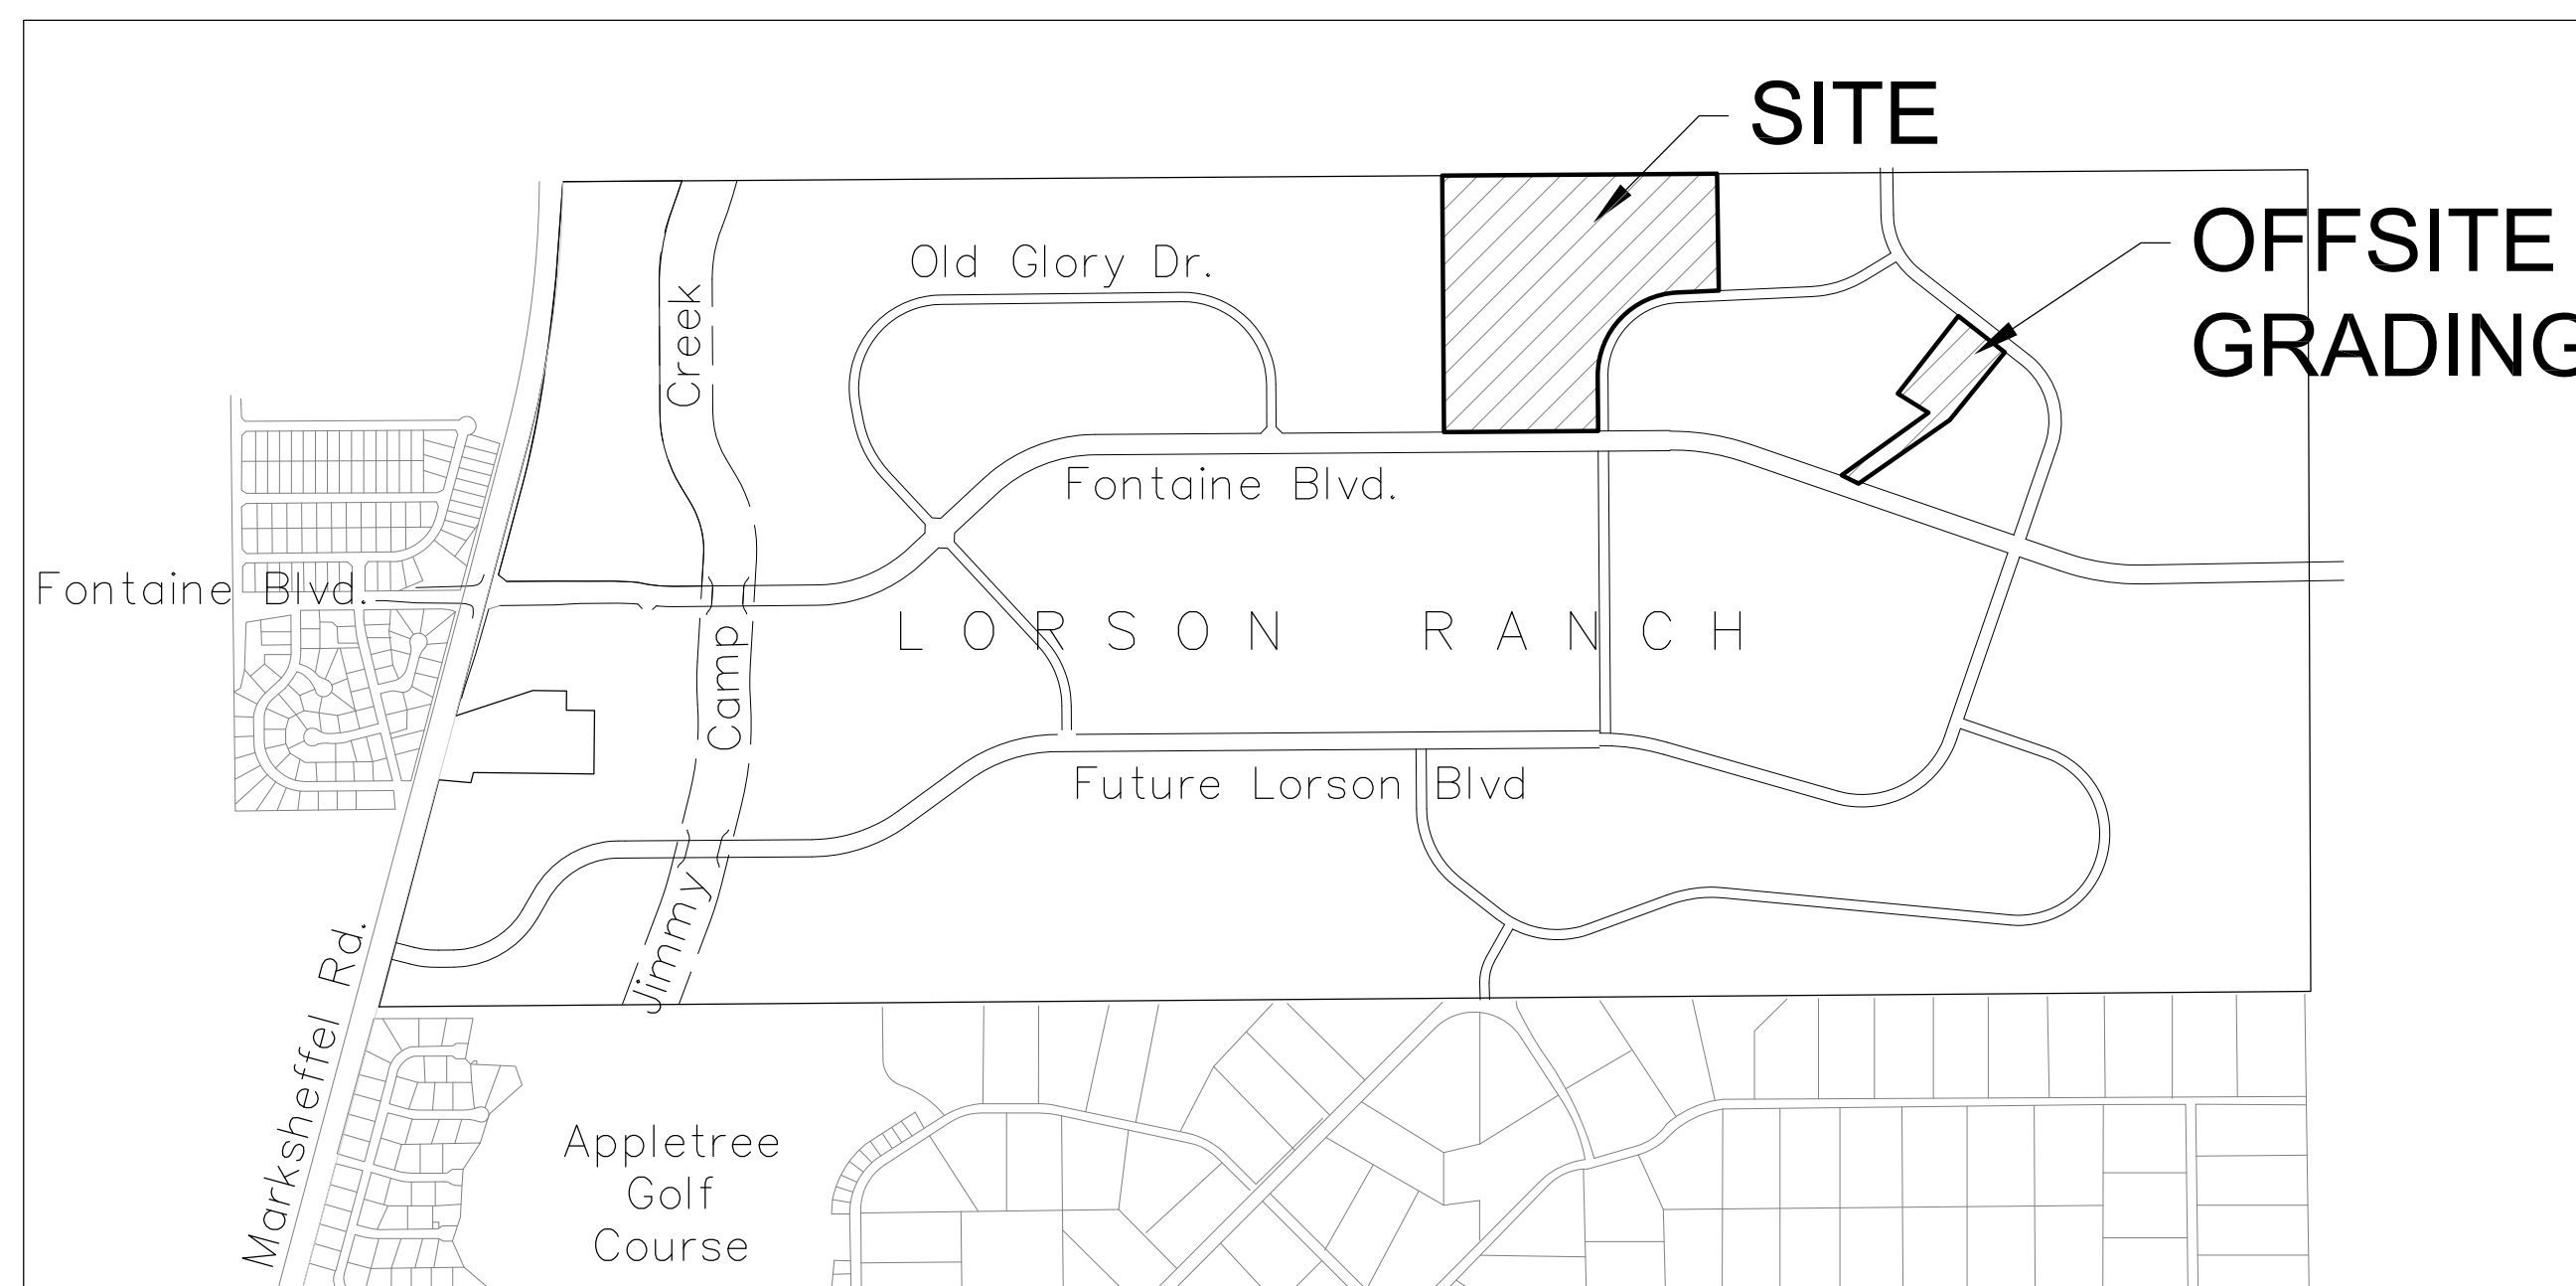 SITE
OFFSITE
GRADING
Old Glory Dr.
Creek
Fontaine Blvd.
Fontaine Blvd.
LORSON RANCH
Camp
Future Lorson Blvd
Jimmy
Marksheffel Rd.
Appletree
Golf
Course